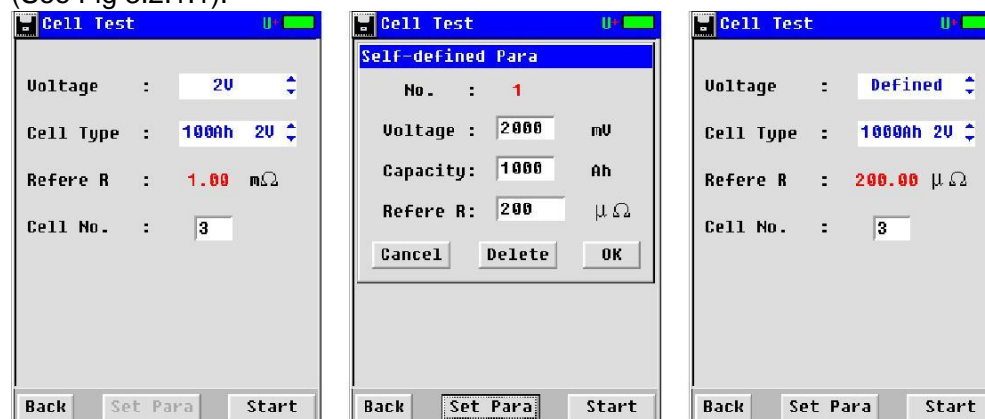 (See Fig 3.2.1.1).
Cell Test U+
Voltage : 2V
Cell Type : 100Ah 2V
Refere R : 1.00 mΩ
Cell No. : 3
Back Set Para Start
Cell Test U+
Self-defined Para
No. : 1
Voltage : 2000 mV
Capacity: 1000 Ah
Refere R: 200 μΩ
Cancel Delete OK
Back Set Para Start
Cell Test U+
Voltage : Defined
Cell Type : 1000Ah 2V
Refere R : 200.00 μΩ
Cell No. : 3
Back Set Para Start